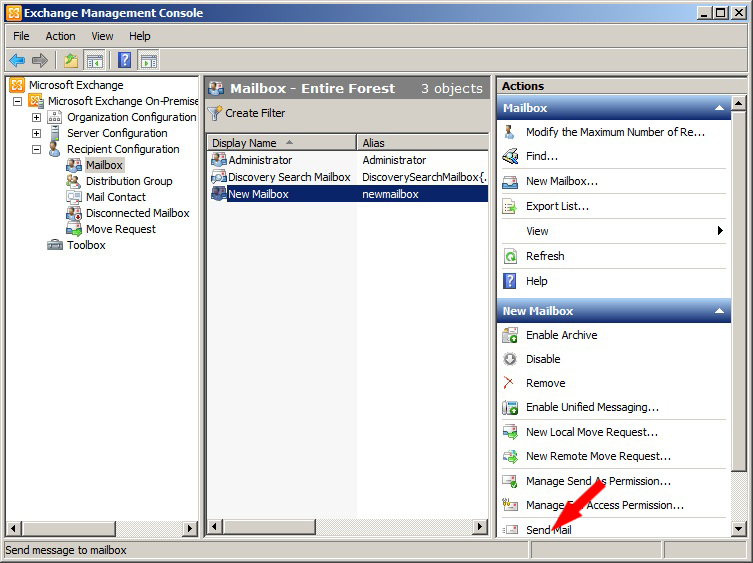 Exchange Management Console
File Action View Help
Microsoft Exchange
Microsoft Exchange On-Premise
Organization Configuration
Server Configuration
Recipient Configuration
Mailbox
Distribution Group
Mail Contact
Disconnected Mailbox
Move Request
Toolbox
Mailbox - Entire Forest 3 objects
Create Filter
Display Name Alias
Administrator Administrator
Discovery Search Mailbox DiscoverySearchMailbox{.
New Mailbox newmailbox
Actions
Mailbox
Modify the Maximum Number of Re...
Find...
New Mailbox...
Export List...
View
Refresh
Help
New Mailbox
Enable Archive
Disable
Remove
Enable Unified Messaging...
New Local Move Request...
New Remote Move Request...
Manage Send As Permission...
Manage Access Permission...
Send Mail
Send message to mailbox